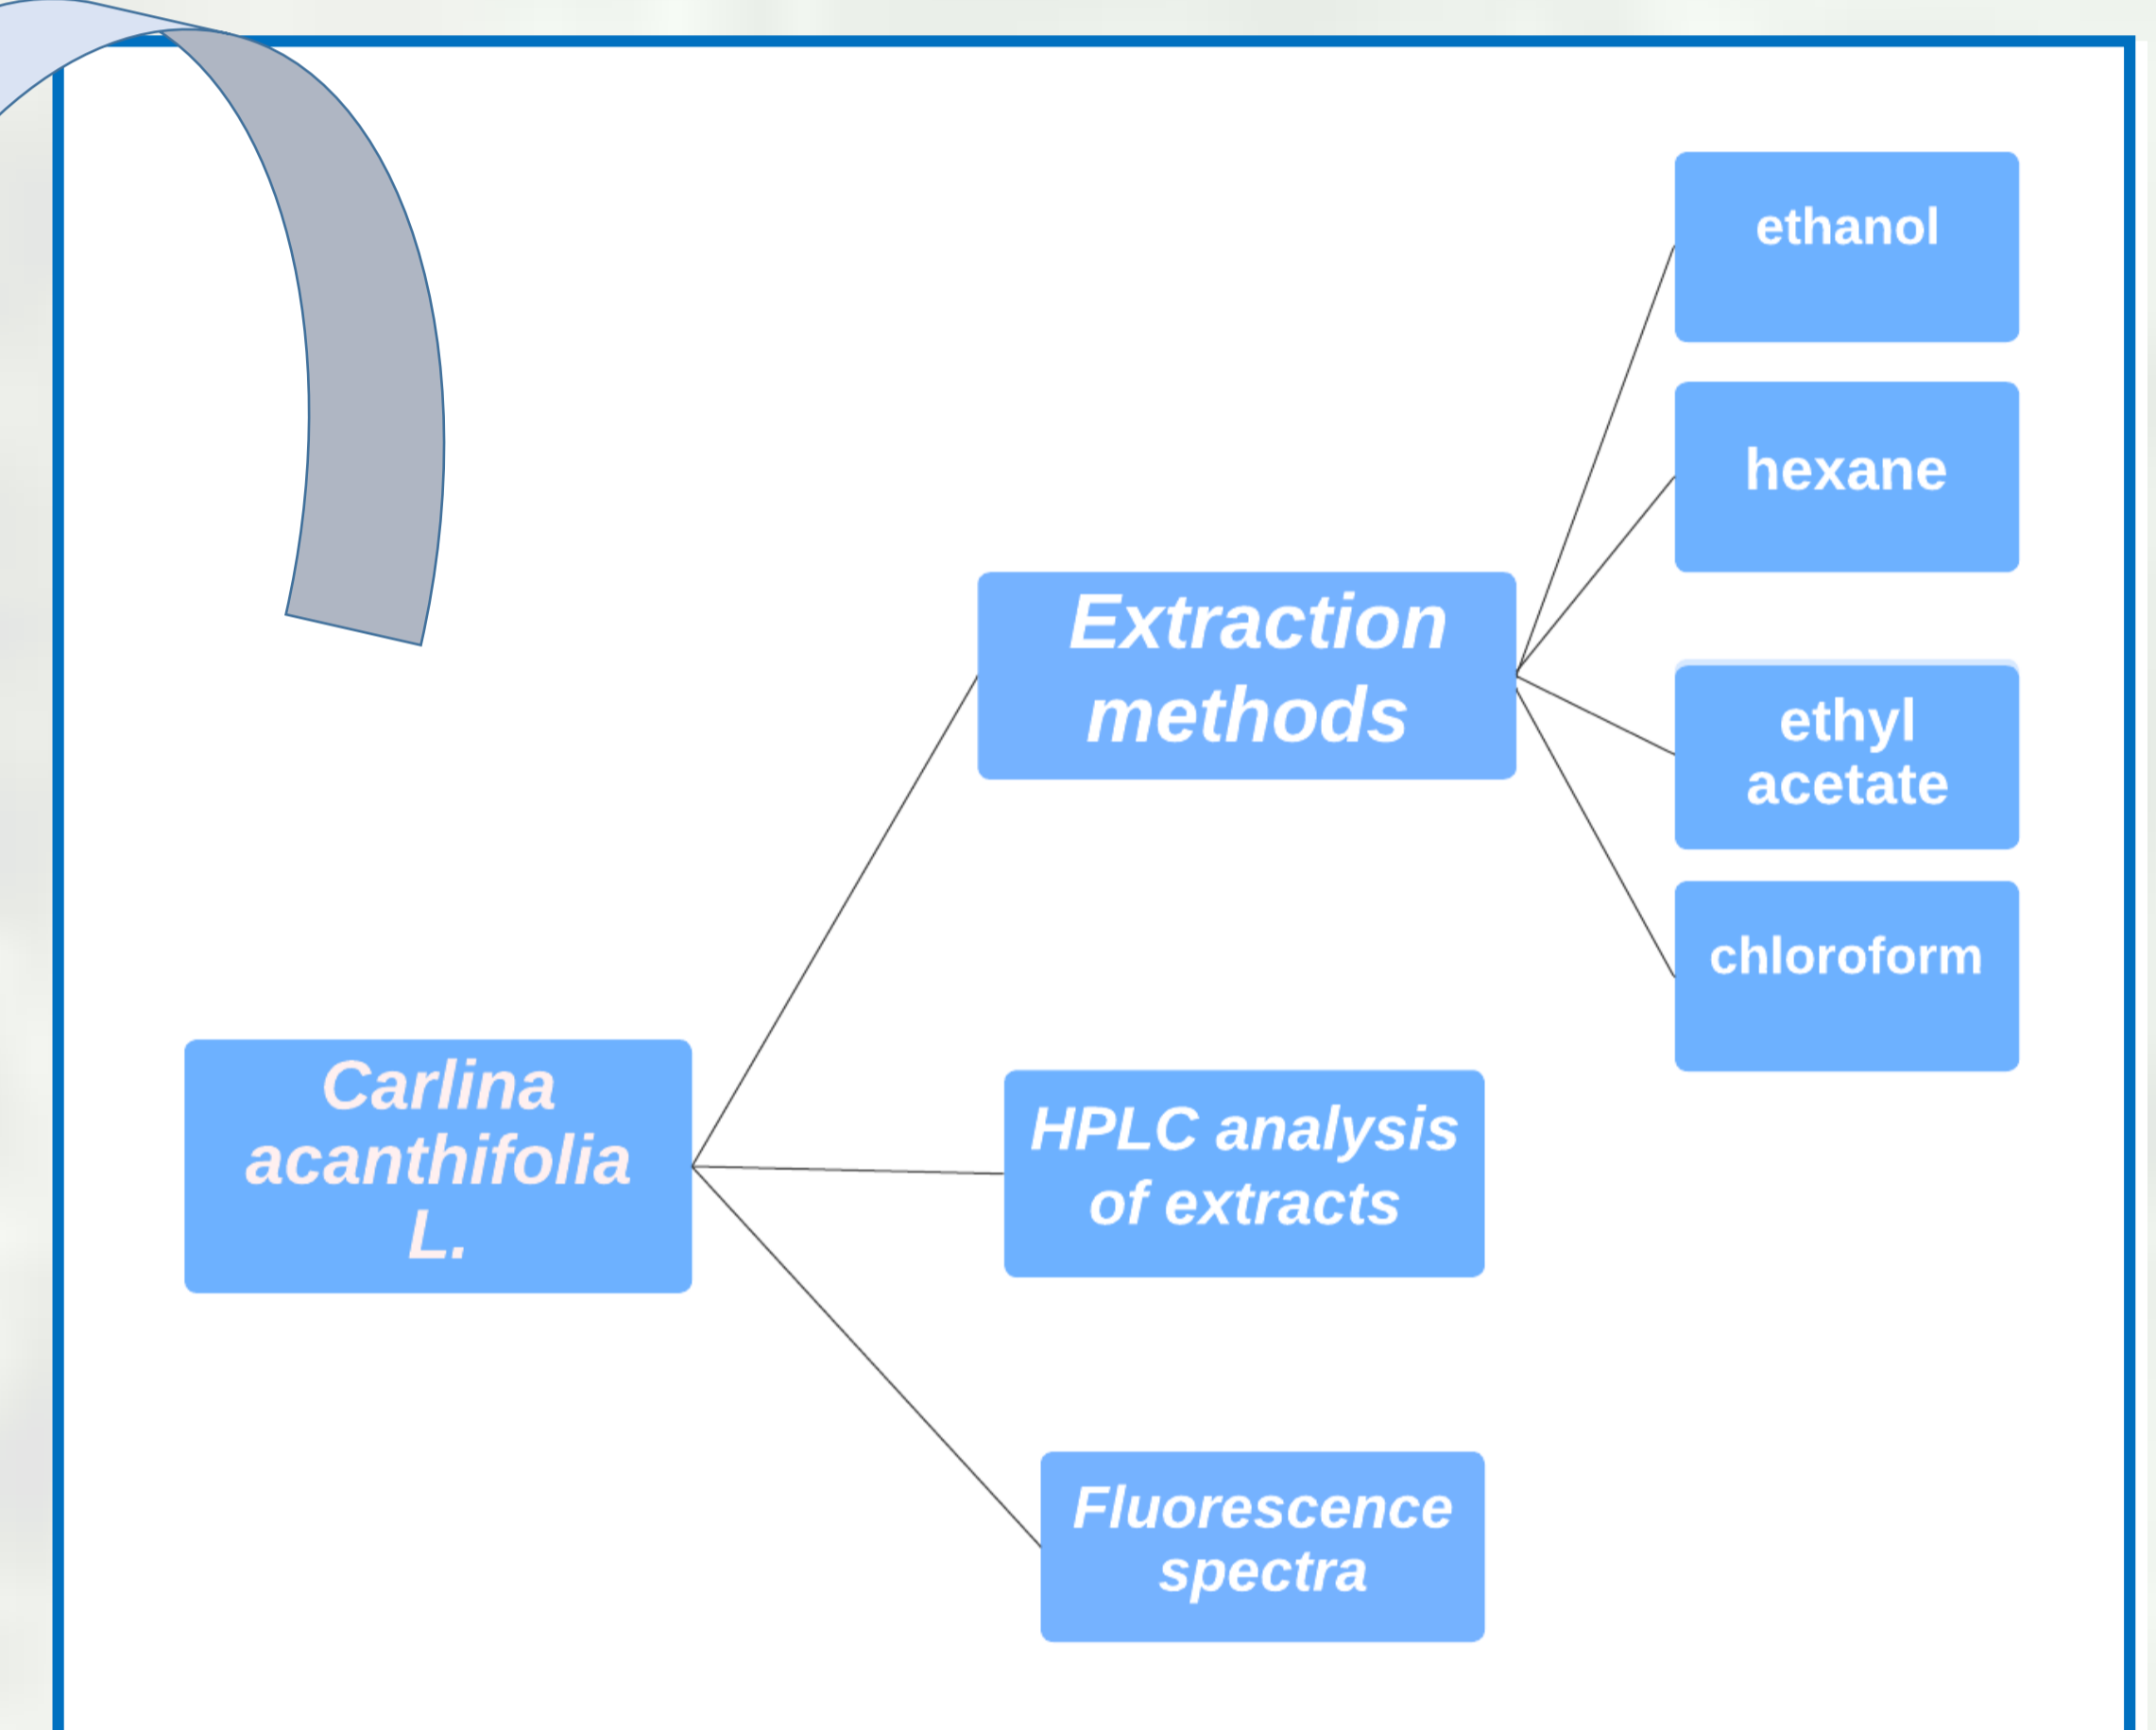 ethanol
hexane
Extraction
methods
ethyl
acetate
chloroform
Carlina
acanthifolia
L.
HPLC analysis
of extracts
Fluorescence
spectra